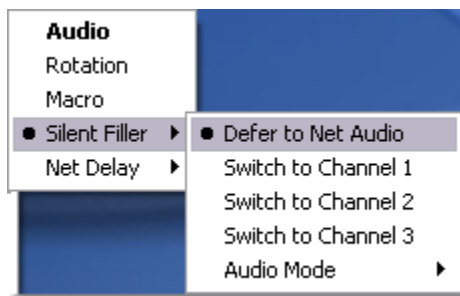 Audio
Rotation
Macro
Silent Filler
Net Delay
Defer to Net Audio
Switch to Channel 1
Switch to Channel 2
Switch to Channel 3
Audio Mode